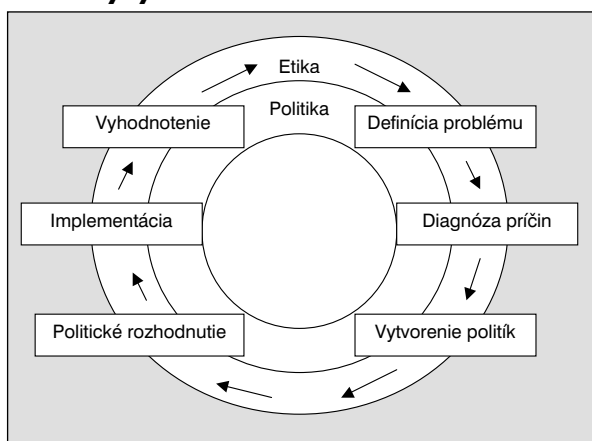 Etika
Politika
Vyhodnotenie
Definícia problému
Implementácia
Diagnóza príčin
Politické rozhodnutie
Vytvorenie politík